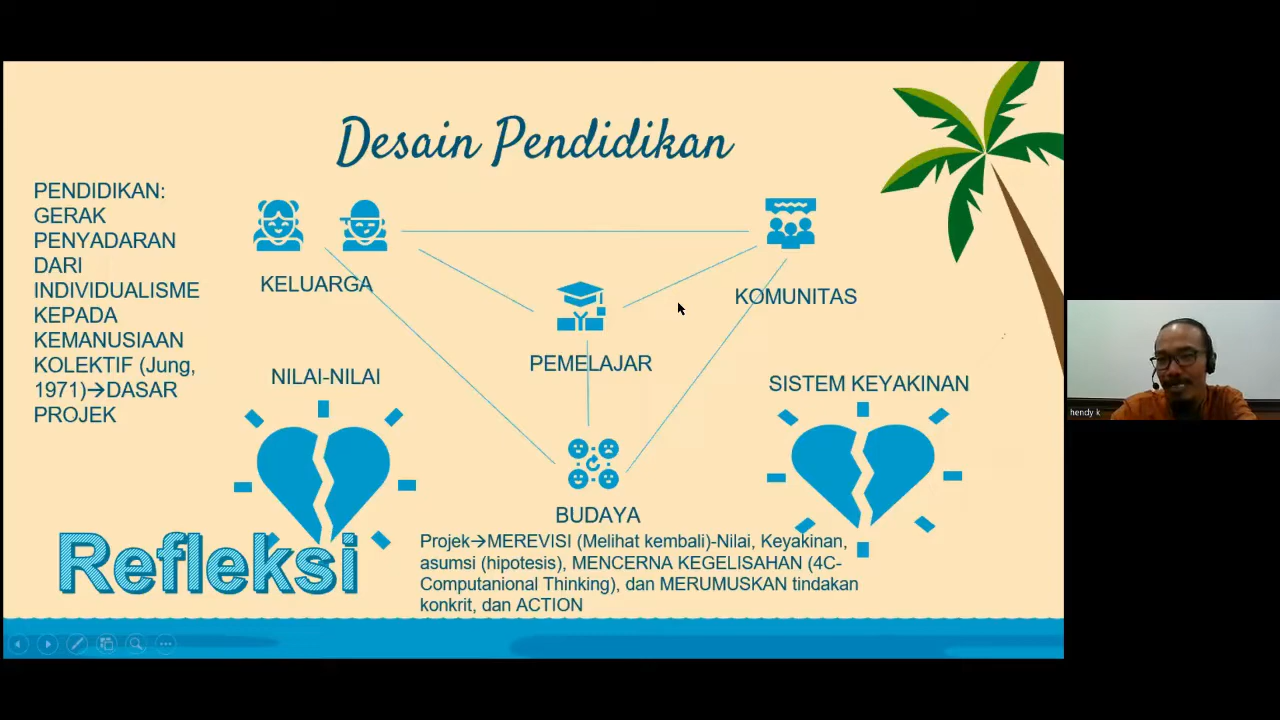 Desain Pendidikan
PENDIDIKAN:
GERAK
PENYADARAN
DARI
INDIVIDUALISME
KEPADA
KEMANUSIAAN
KOLEKTIF (Jung,
1971)→DASAR
PROJEK
KELUARGA
KOMUNITAS
PEMELAJAR
NILAI-NILAI
SISTEM KEYAKINAN
BUDAYA
Refleksi
Projek→MEREVISI (Melihat kembali)-Nilai, Keyakinan,
asumsi (hipotesis), MENCERNA KEGELISAHAN (4C-
Computanional Thinking), dan MERUMUSKAN tindakan
konkrit, dan ACTION
hendy k